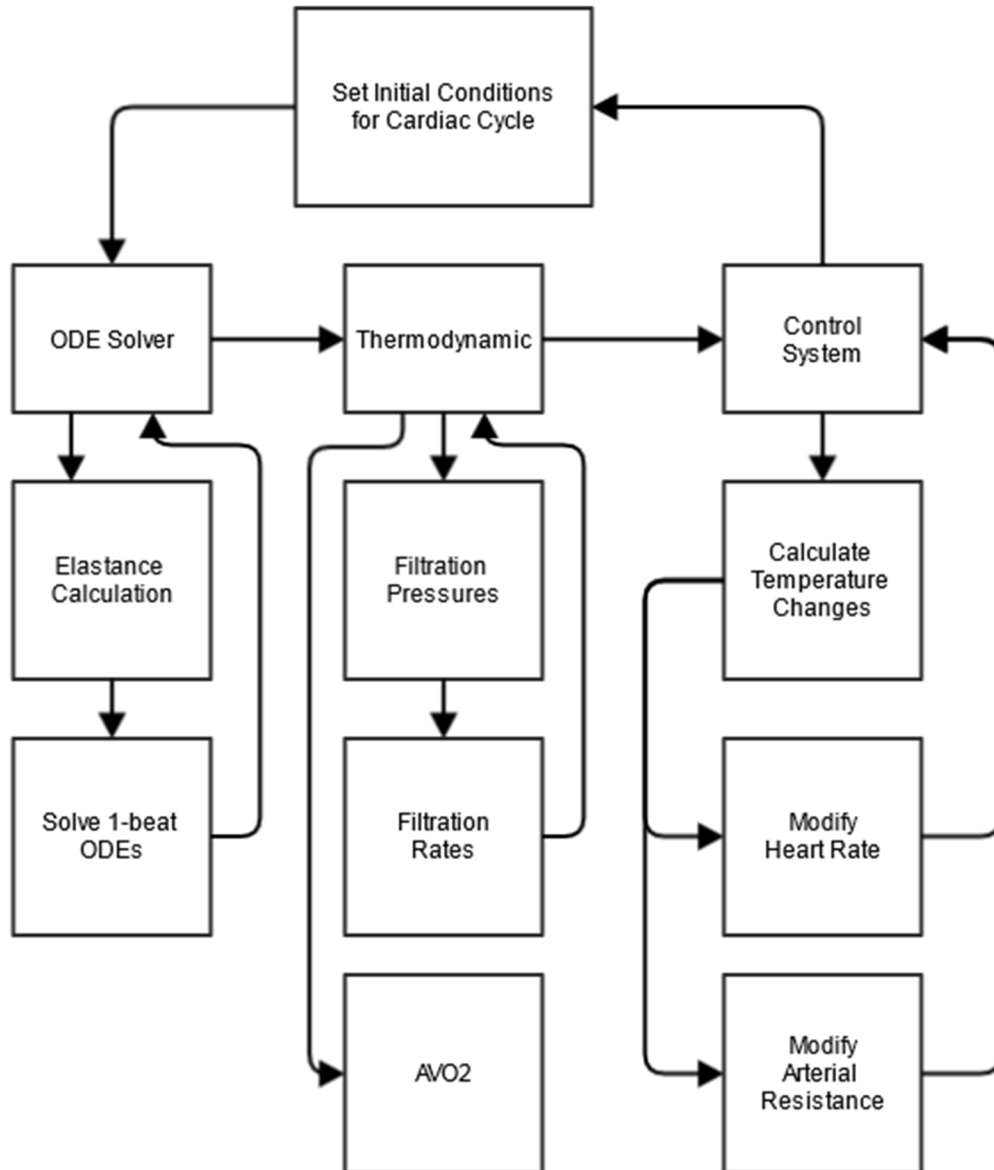 Set Initial Conditions
for Cardiac Cycle
ODE Solver
Thermodynamic
Control
System
Elastance
Calculation
Filtration
Pressures
Calculate
Temperature
Changes
Solve 1-beat
ODEs
Filtration
Rates
Modify
Heart Rate
AVO2
Modify
Arterial
Resistance